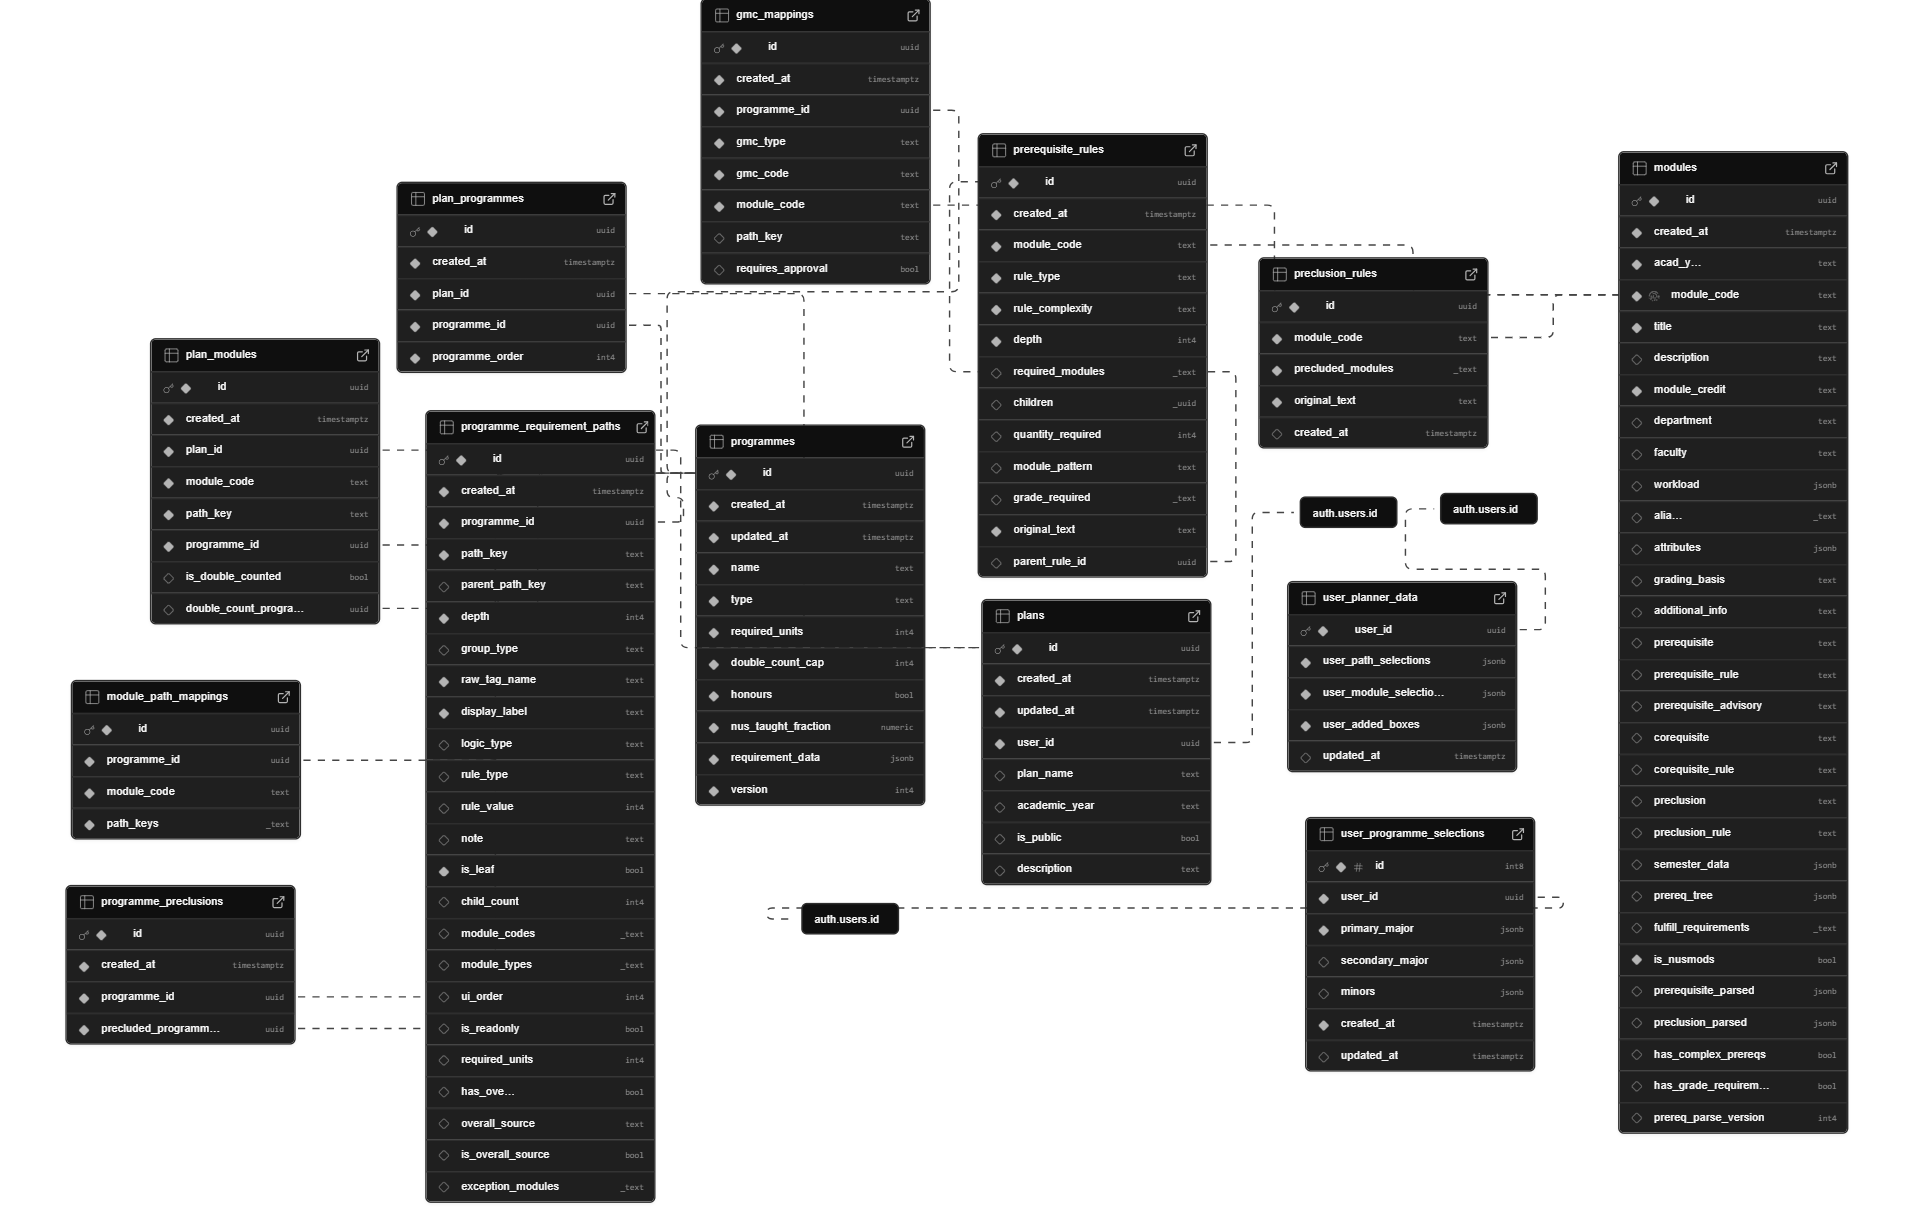 gmc_mappings
id uuid
created_at timestamptz
programme_id uuid
gmc_type text
gmc_code text
module_code text
path_key text
requires_approval bool
prerequisite_rules
id uuid
created_at timestamptz
module_code text
rule_type text
rule_complexity text
depth int4
required_modules _text
children _uuid
quantity_required int4
module_pattern text
grade_required _text
original_text text
parent_rule_id uuid
modules
id uuid
created_at timestamptz
acad_y... text
module_code text
title text
description text
module_credit text
department text
faculty text
workload jsonb
alia... _text
attributes jsonb
grading_basis text
additional_info text
prerequisite text
prerequisite_rule text
prerequisite_advisory text
corequisite text
corequisite_rule text
preclusion text
preclusion_rule text
semester_data jsonb
prereq_tree jsonb
fulfill_requirements _text
is_nusmods bool
prerequisite_parsed jsonb
preclusion_parsed jsonb
has_complex_prereqs bool
has_grade_requirem... bool
prereq_parse_version int4
plan_programmes
id uuid
created_at timestamptz
plan_id uuid
programme_id uuid
programme_order int4
preclusion_rules
id uuid
module_code text
precluded_modules _text
original_text text
created_at timestamptz
plan_modules
id uuid
created_at timestamptz
plan_id uuid
module_code text
path_key text
programme_id uuid
is_double_counted bool
double_count_progra... uuid
programme_requirement_paths
id uuid
created_at timestamptz
programme_id uuid
path_key text
parent_path_key text
depth int4
group_type text
raw_tag_name text
display_label text
logic_type text
rule_type text
rule_value int4
note text
is_leaf bool
child_count int4
module_codes _text
module_types _text
ui_order int4
is_readonly bool
required_units int4
has_ove... bool
overall_source text
is_overall_source bool
exception_modules _text
programmes
id uuid
created_at timestamptz
updated_at timestamptz
name text
type text
required_units int4
double_count_cap int4
honours bool
nus_taught_fraction numeric
requirement_data jsonb
version int4
auth.users.id
auth.users.id
plans
id uuid
created_at timestamptz
updated_at timestamptz
user_id uuid
plan_name text
academic_year text
is_public bool
description text
user_planner_data
user_id uuid
user_path_selections jsonb
user_module_selectio... jsonb
user_added_boxes jsonb
updated_at timestamptz
module_path_mappings
id uuid
programme_id uuid
module_code text
path_keys _text
user_programme_selections
id int8
user_id uuid
primary_major jsonb
secondary_major jsonb
minors jsonb
created_at timestamptz
updated_at timestamptz
programme_preclusions
id uuid
created_at timestamptz
programme_id uuid
precluded_programm... uuid
auth.users.id